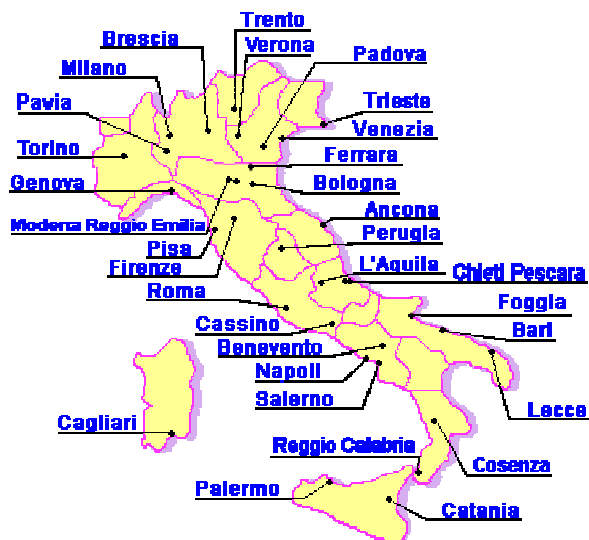 Trento
Brescia
Verona
Padova
Milano
Pavia
Trieste
Venezia
Torino
Ferrara
Genova
Bologna
Ancona
Modena Reggio Emilia
Perugia
Pisa
L'Aquila
Firenze
Chieti Pescara
Roma
Foggia
Cassino
Bari
Benevento
Napoli
Salerno
Lecce
Cagliari
Reggio Calabria
Cosenza
Palermo
Catania